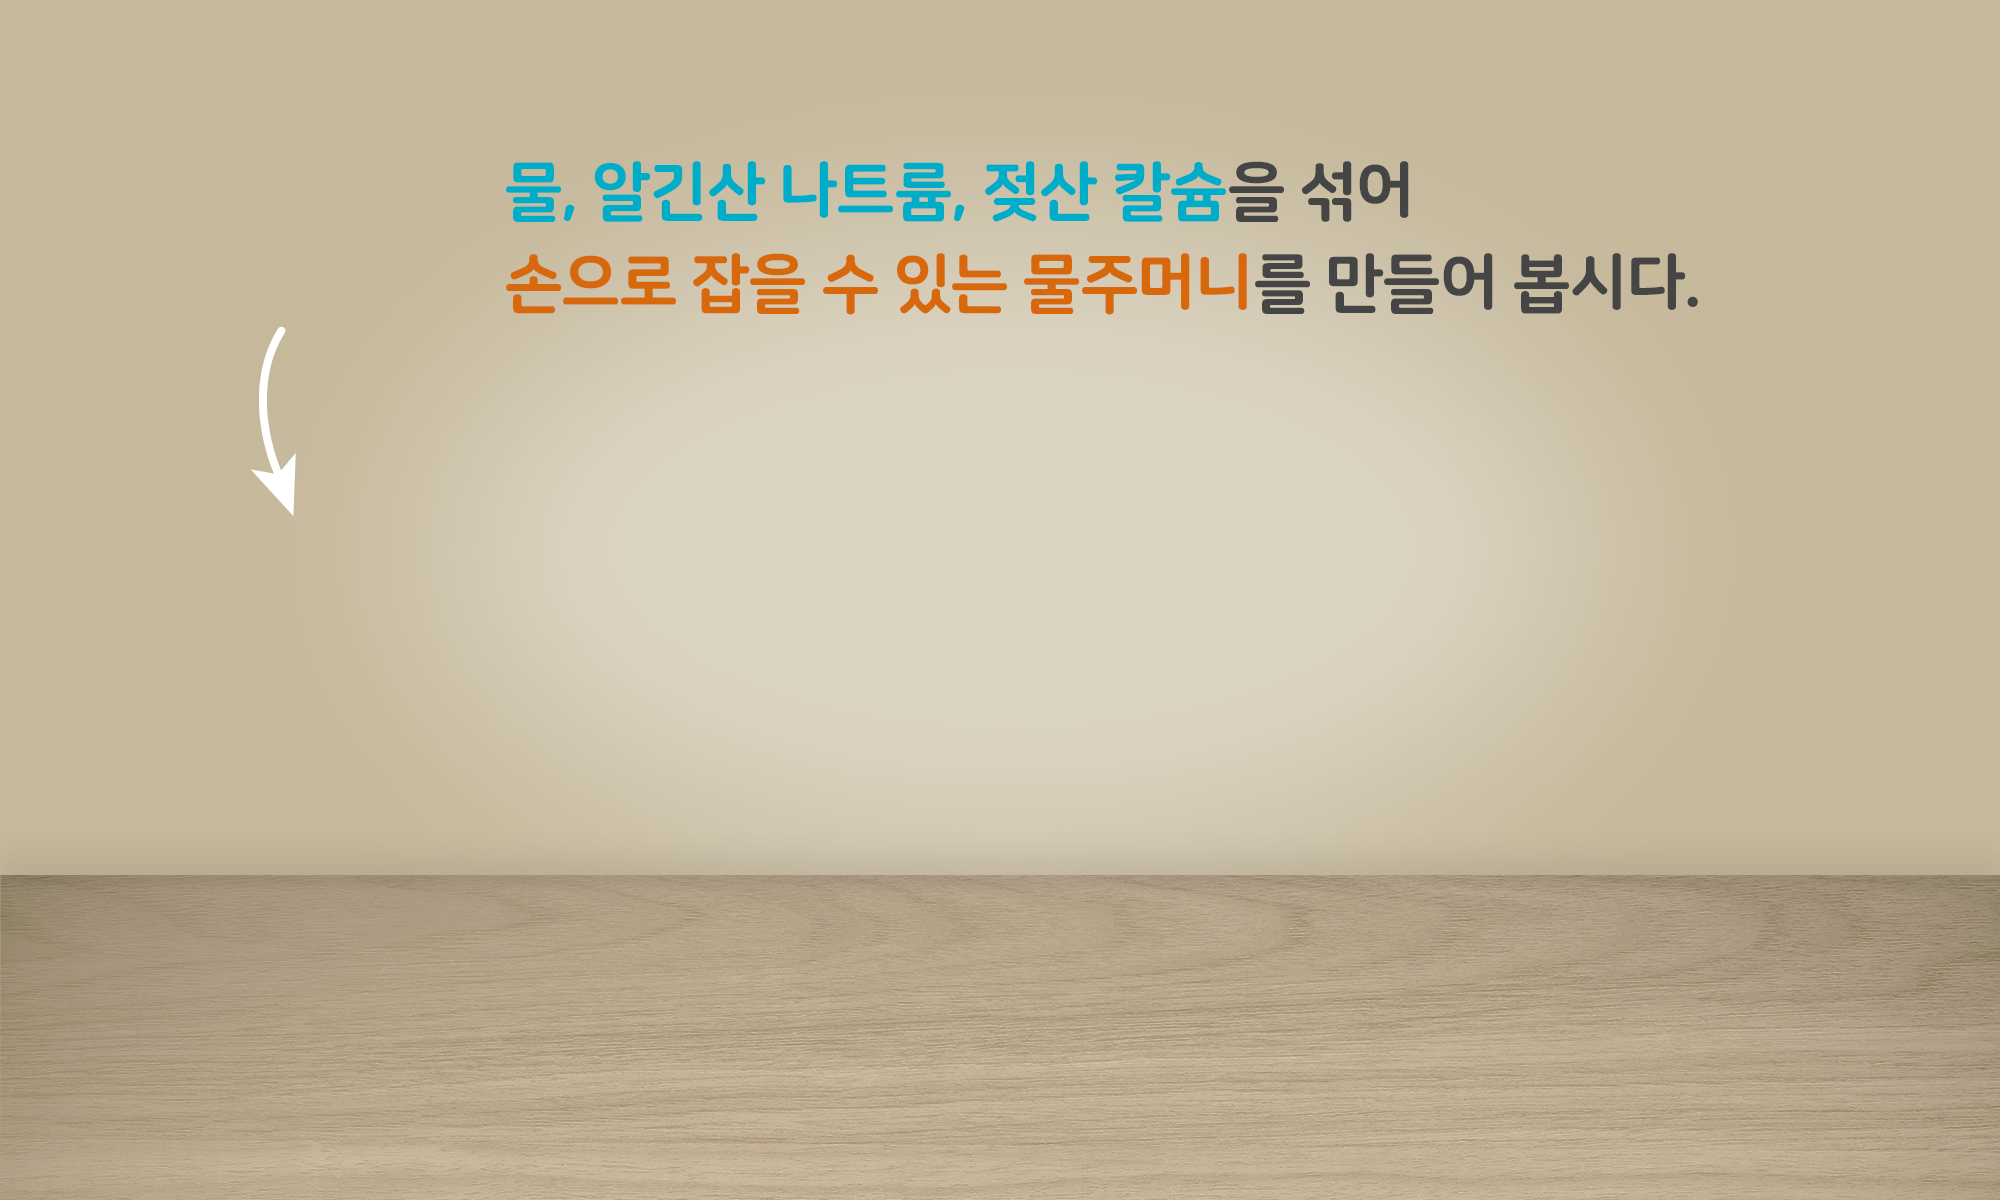 물, 알긴산 나트륨, 젖산 칼슘을 섞어
손으로 잡을 수 있는 물주머니를 만들어 봅시다.